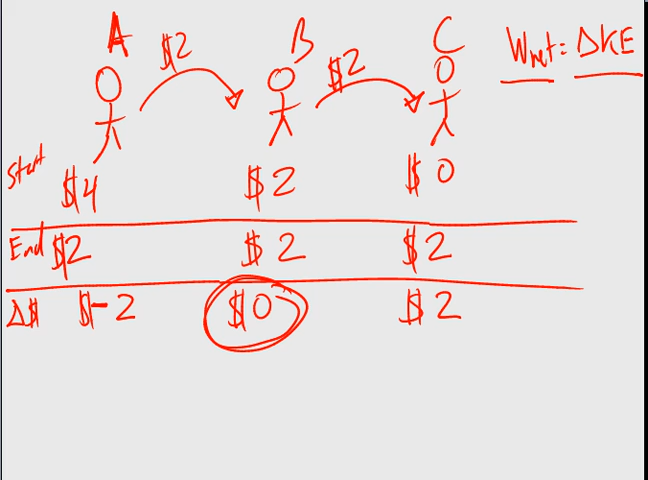 A B C
$2 $2 Wnet = ΔKE
Start $4 $2 $0
End $2 $2 $2
Δ$ $-2 $0 $2